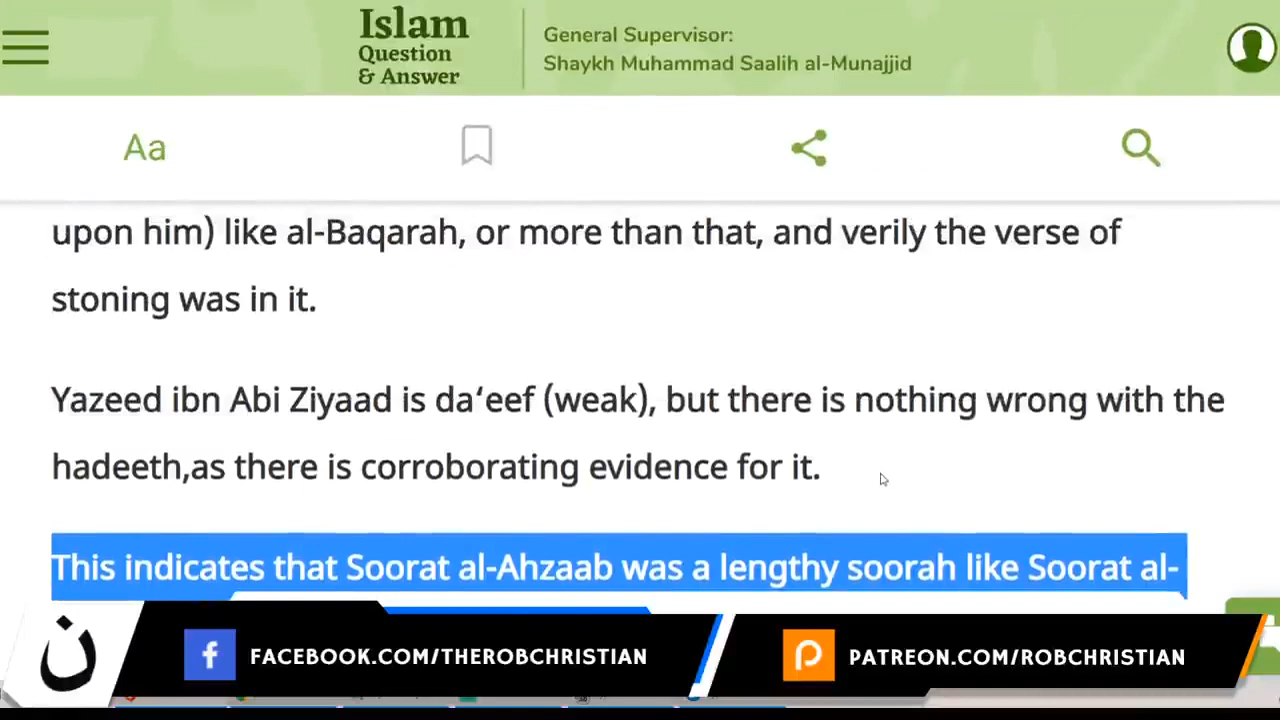 Islam
Question
& Answer
General Supervisor:
Shaykh Muhammad Saalih al-Munajjid
Aa
upon him) like al-Baqarah, or more than that, and verily the verse of
stoning was in it.
Yazeed ibn Abi Ziyaad is da‘eef (weak), but there is nothing wrong with the
hadeeth,as there is corroborating evidence for it.
This indicates that Soorat al-Ahzaab was a lengthy soorah like Soorat al-
ن
f
FACEBOOK.COM/THEROBCHRISTIAN
PATREON.COM/ROBCHRISTIAN